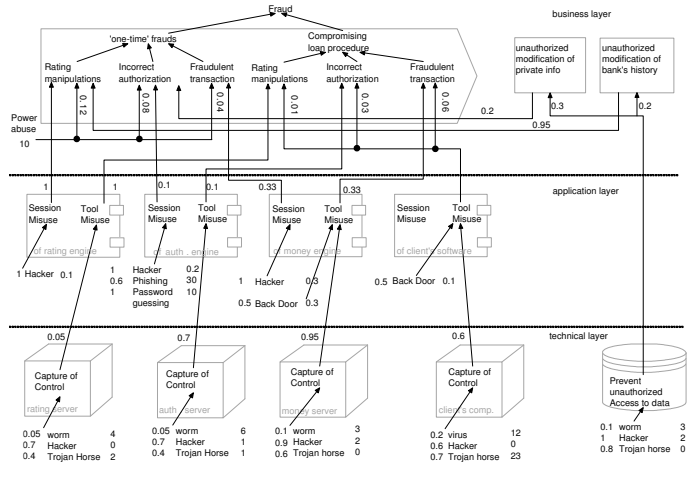 Fraud
business layer
'one-time' frauds
Compromising
loan procedure
Rating
manipulations
Incorrect
authorization
Fraudulent
transaction
Rating
manipulations
Incorrect
authorization
Fraudulent
transaction
unauthorized
modification of
private info
unauthorized
modification of
bank's history
0.12
0.08
0.04
0.01
0.03
0.06
0.2
0.3
0.2
0.95
Power
abuse
10
application layer
1
1
0.1
0.1
0.33
0.33
Session
Misuse
Tool
Misuse
of rating engine
Session
Misuse
Tool
Misuse
of auth . engine
Session
Misuse
Tool
Misuse
of money engine
Session
Misuse
Tool
Misuse
of client's software
1 Hacker 0.1
1 Hacker 0.2
0.6 Phishing 30
1 Password 10
guessing
1 Hacker 0.3
0.5 Back Door 0.3
0.5 Back Door 0.1
technical layer
0.05
0.7
0.95
0.6
Capture of
Control
rating server
Capture of
Control
auth . server
Capture of
Control
money server
Capture of
Control
client's comp.
Prevent
unauthorized
Access to data
0.05 worm 4
0.7 Hacker 0
0.4 Trojan Horse 2
0.05 worm 6
0.7 Hacker 1
0.4 Trojan Horse 1
0.1 worm 3
0.9 Hacker 2
0.6 Trojan horse 0
0.2 virus 12
0.6 Hacker 0
0.7 Trojan horse 23
0.1 worm 3
1 Hacker 2
0.8 Trojan horse 0